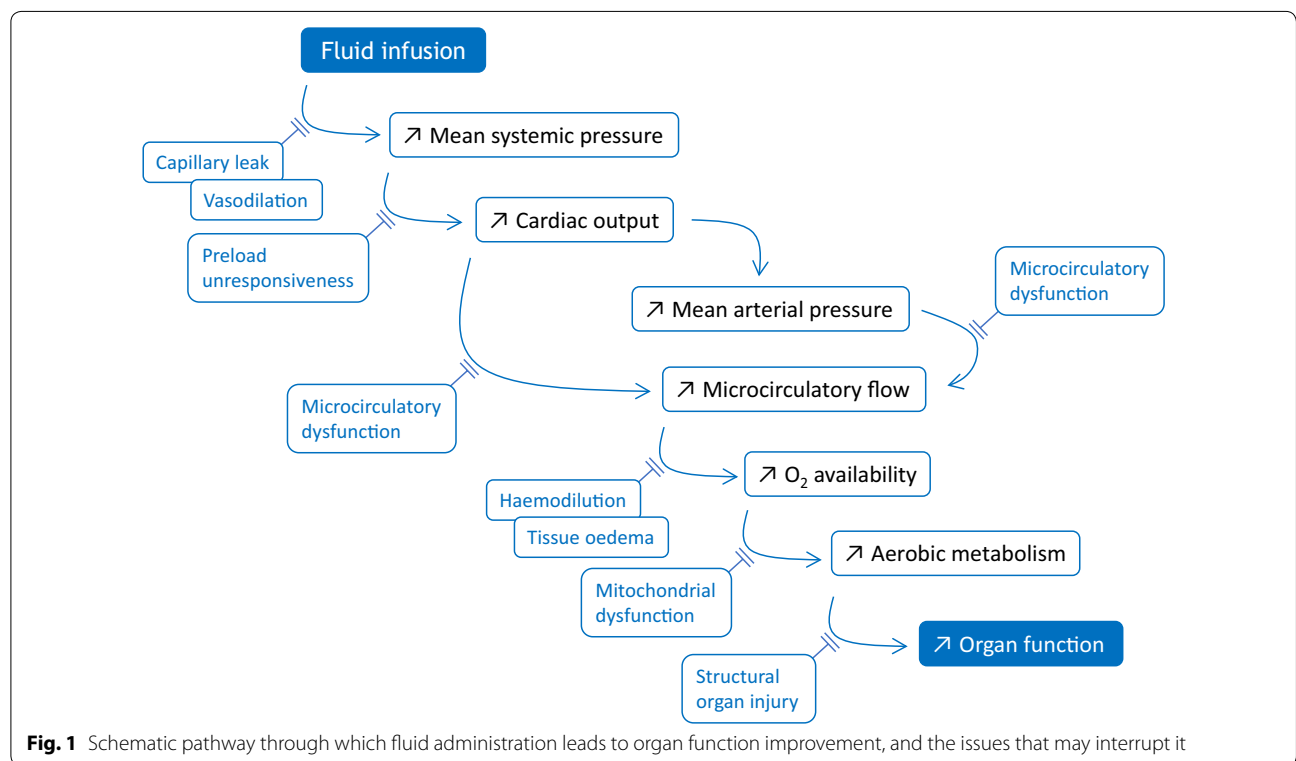 Fluid infusion
↗ Mean systemic pressure
Capillary leak
Vasodilation
↗ Cardiac output
Preload
unresponsiveness
Microcirculatory
dysfunction
↗ Mean arterial pressure
↗ Microcirculatory flow
Microcirculatory
dysfunction
↗ O₂ availability
Haemodilution
Tissue oedema
↗ Aerobic metabolism
Mitochondrial
dysfunction
↗ Organ function
Structural
organ injury
Fig. 1 Schematic pathway through which fluid administration leads to organ function improvement, and the issues that may interrupt it